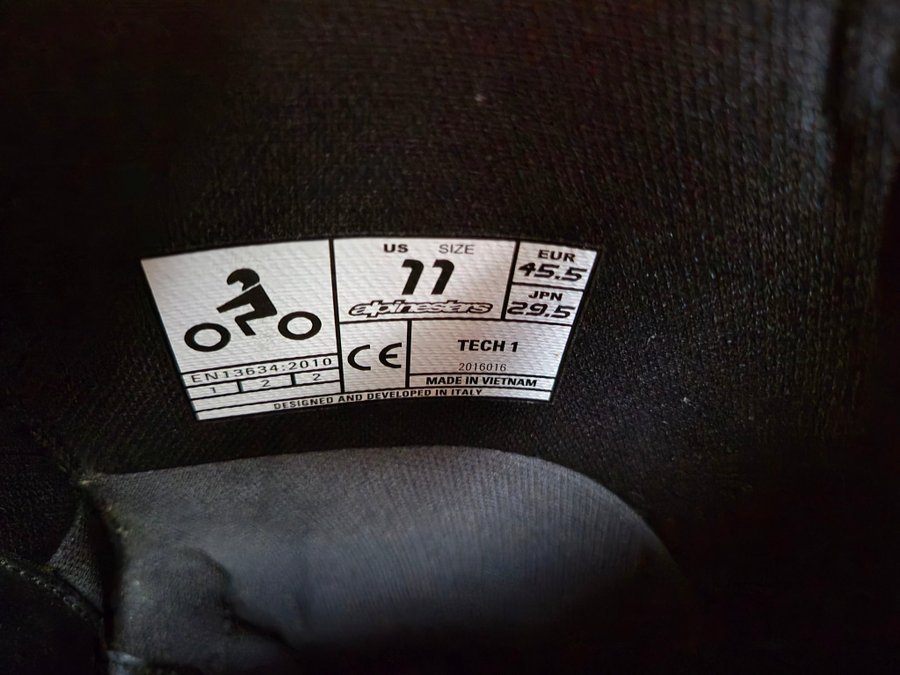 US SIZE
11
alpinestars
EUR
45.5
JPN
29.5
EN13634:2010
1 2 2
CE
TECH 1
2016016
MADE IN VIETNAM
DESIGNED AND DEVELOPED IN ITALY